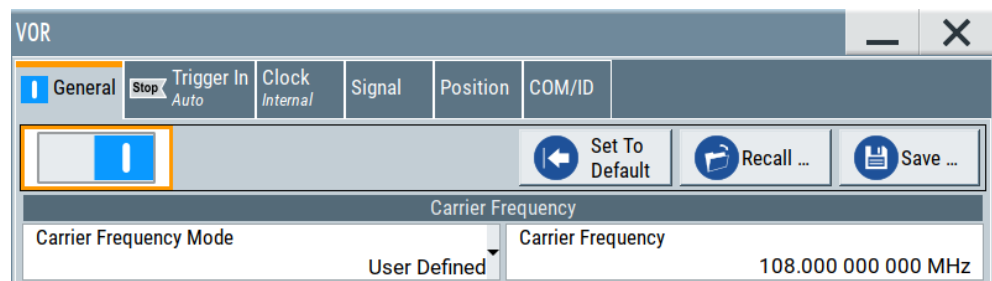 VOR
General
Stop
Trigger In
Auto
Clock
Internal
Signal
Position
COM/ID
Set To
Default
Recall ...
Save ...
Carrier Frequency
Carrier Frequency Mode
User Defined
Carrier Frequency
108.000 000 000 MHz